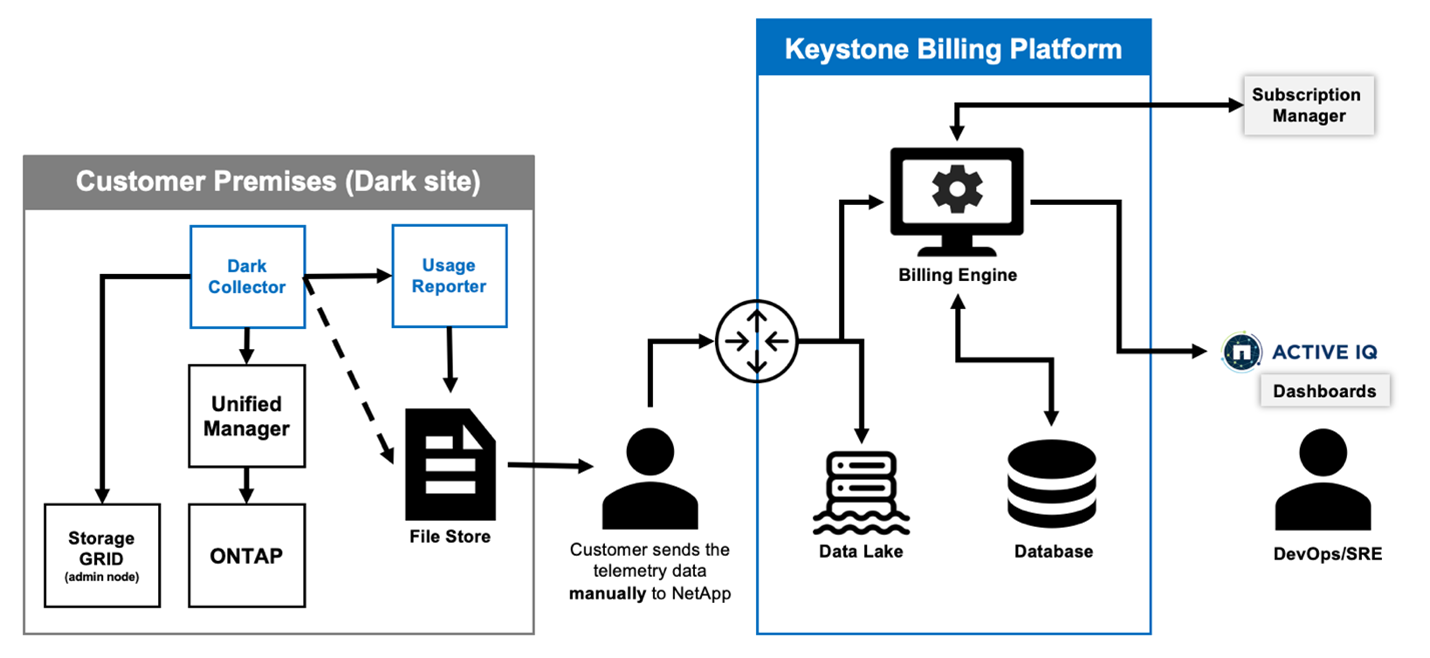 Keystone Billing Platform
Subscription
Manager
Customer Premises (Dark site)
Dark
Collector
Usage
Reporter
Billing Engine
Unified
Manager
ACTIVE IQ
Dashboards
Storage
GRID
(admin node)
ONTAP
File Store
Customer sends the
telemetry data
manually to NetApp
Data Lake
Database
DevOps/SRE